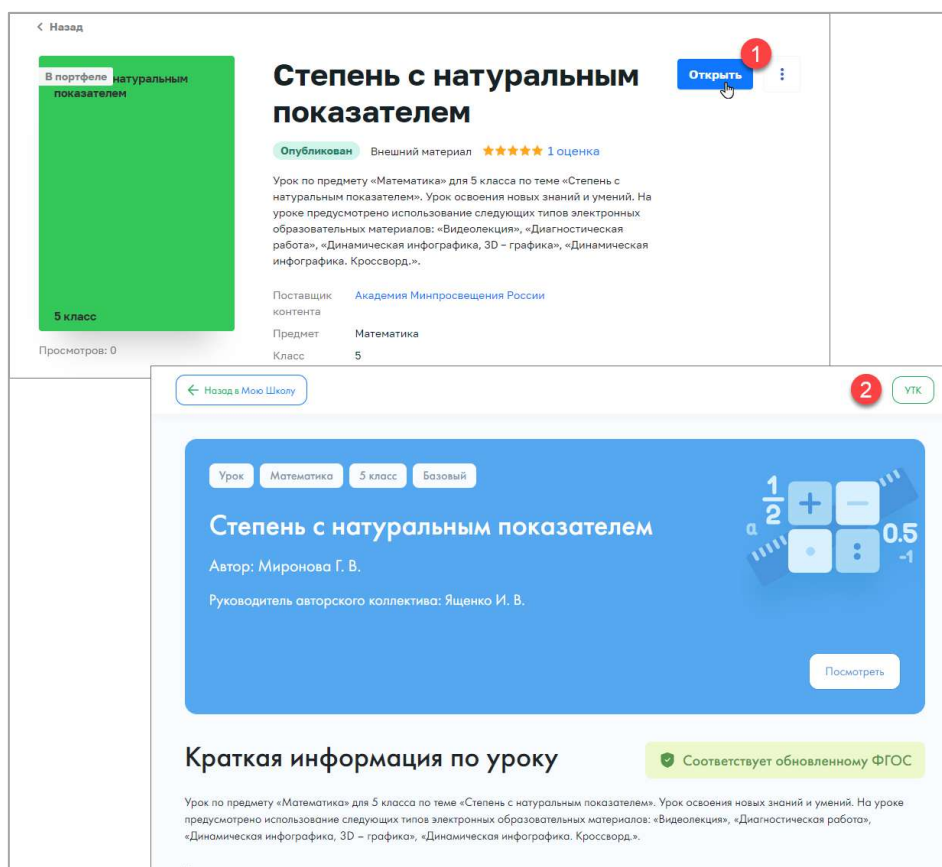 Назад
В портфеле
натуральным
показателем
5 класс
Просмотров: 0
Степень с натуральным
показателем
Открыть
1
Опубликован Внешний материал 1 оценка
Урок по предмету «Математика» для 5 класса по теме «Степень с
натуральным показателем». Урок освоения новых знаний и умений. На
уроке предусмотрено использование следующих типов электронных
образовательных материалов: «Видеолекция», «Диагностическая
работа», «Динамическая инфографика, 3D – графика», «Динамическая
инфографика. Кроссворд.».
Поставщик Академия Минпросвещения России
контента
Предмет Математика
Класс 5
← Назад в Мою Школу
2
УТК
Урок Математика 5 класс Базовый
Степень с натуральным показателем
Автор: Миронова Г. В.
Руководитель авторского коллектива: Ященко И. В.
1
2
+ −
a
0.5
• :
-1
Посмотреть
Краткая информация по уроку
Соответствует обновленному ФГОС
Урок по предмету «Математика» для 5 класса по теме «Степень с натуральным показателем». Урок освоения новых знаний и умений. На уроке
предусмотрено использование следующих типов электронных образовательных материалов: «Видеолекция», «Диагностическая работа»,
«Динамическая инфографика, 3D – графика», «Динамическая инфографика. Кроссворд.».